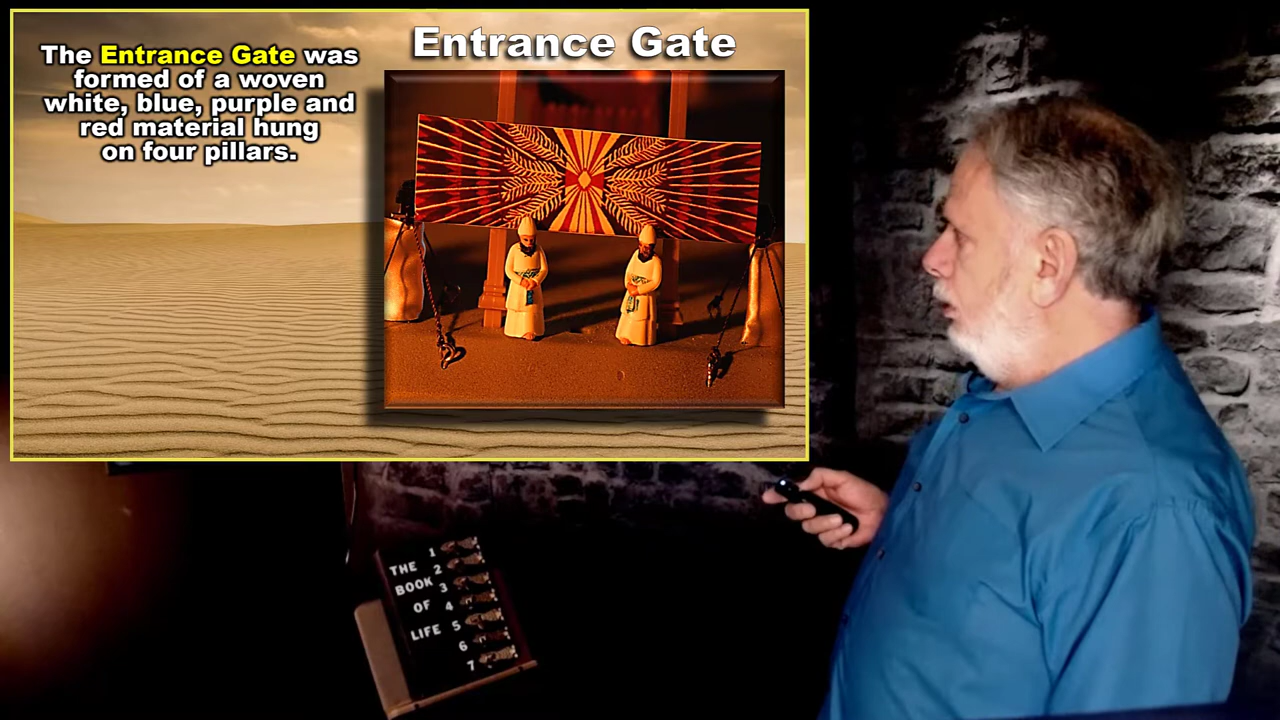 Entrance Gate
The Entrance Gate was
formed of a woven
white, blue, purple and
red material hung
on four pillars.
THE
BOOK
OF
LIFE
1
2
3
4
5
6
7